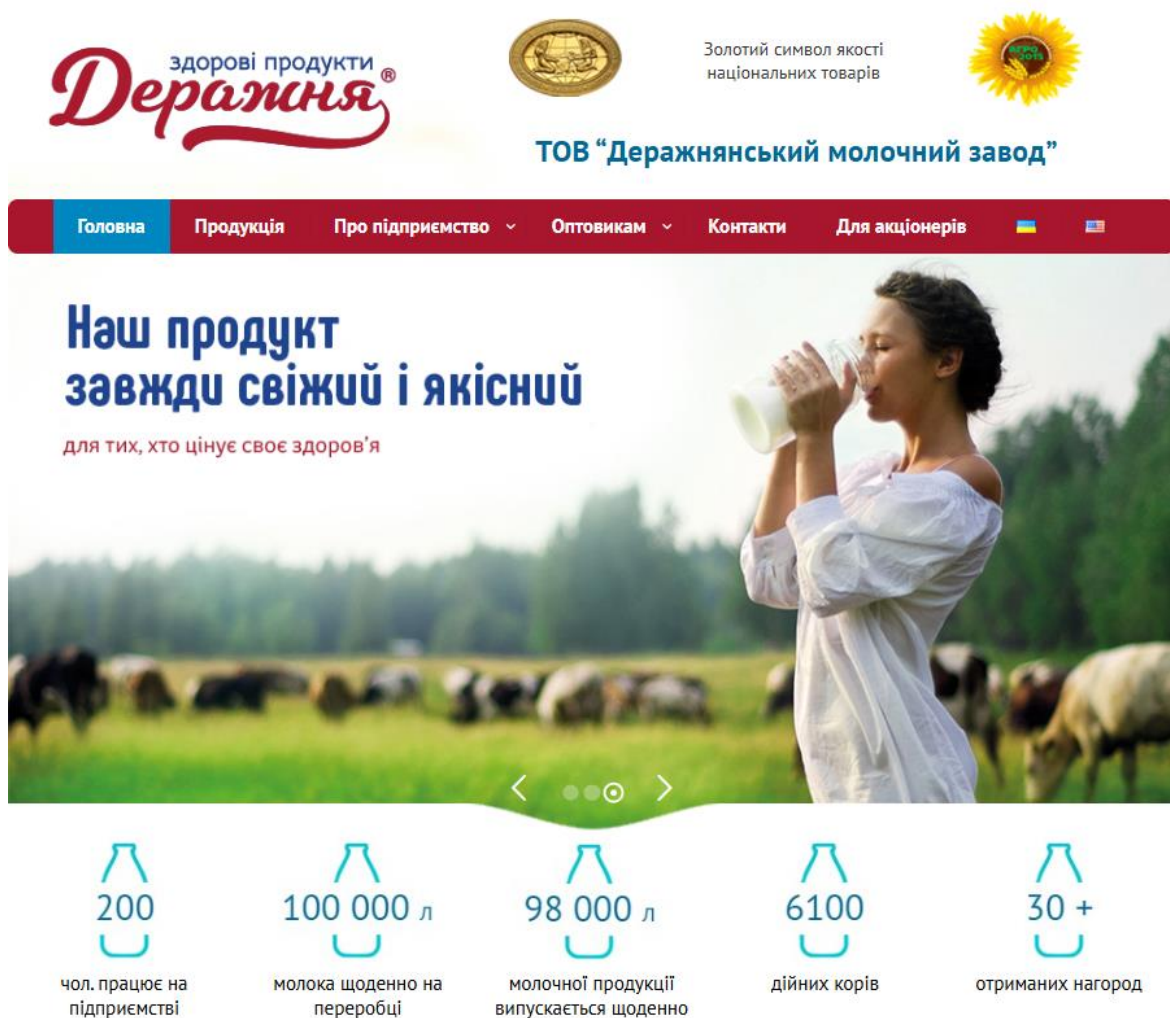 здорові продукти
Деражня®
Золотий символ якості
національних товарів
АГРО
2015
ТОВ “Деражнянський молочний завод”
Головна Продукція Про підприємство Оптовикам Контакти Для акціонерів
Наш продукт
завжди свіжий і якісний
для тих, хто цінує своє здоров’я
200
чол. працює на
підприємстві
100 000 л
молока щоденно на
переробці
98 000 л
молочної продукції
випускається щоденно
6100
дійних корів
30 +
отриманих нагород